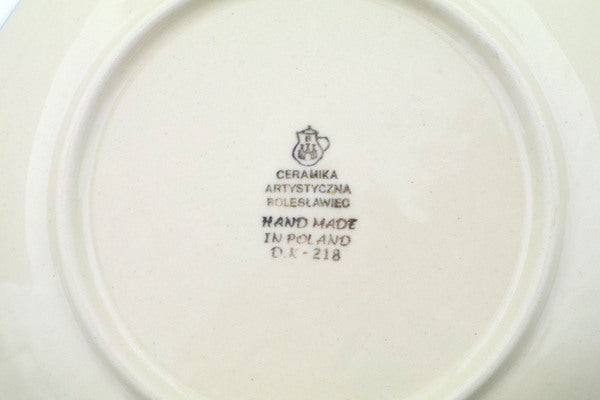 CERAMIKA
ARTYSTYCZNA
BOLESŁAWIEC
HAND MADE
IN POLAND
D.K - 218